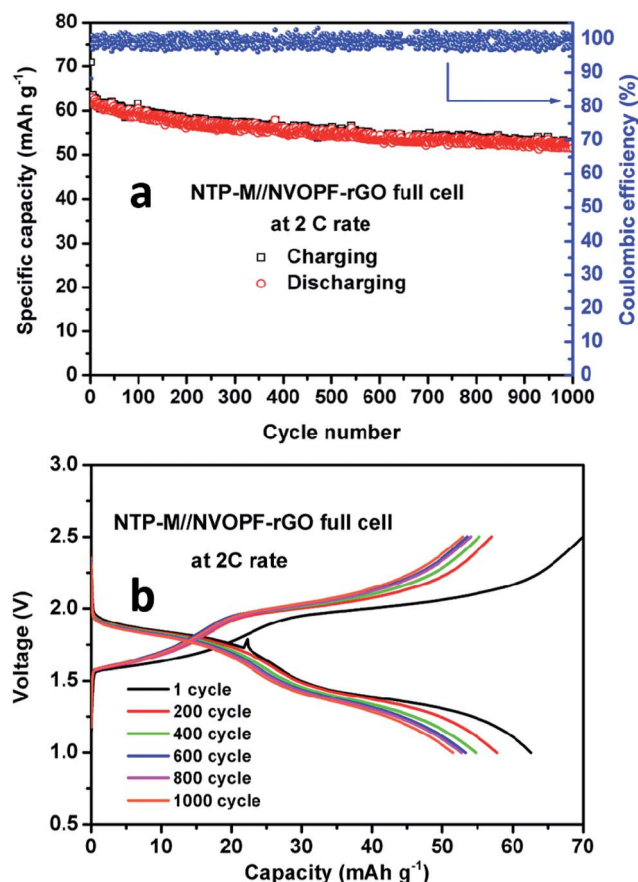 80
70
60
50
40
30
20
10
0
Specific capacity (mAh g⁻¹)
a
NTP-M//NVOPF-rGO full cell
at 2 C rate
Charging
Discharging
100
90
80
70
60
50
40
30
20
10
0
Coulombic efficiency (%)
0 100 200 300 400 500 600 700 800 900 1000
Cycle number
3.0
2.5
2.0
1.5
1.0
0.5
Voltage (V)
NTP-M//NVOPF-rGO full cell
at 2C rate
b
1 cycle
200 cycle
400 cycle
600 cycle
800 cycle
1000 cycle
0 10 20 30 40 50 60 70
Capacity (mAh g⁻¹)